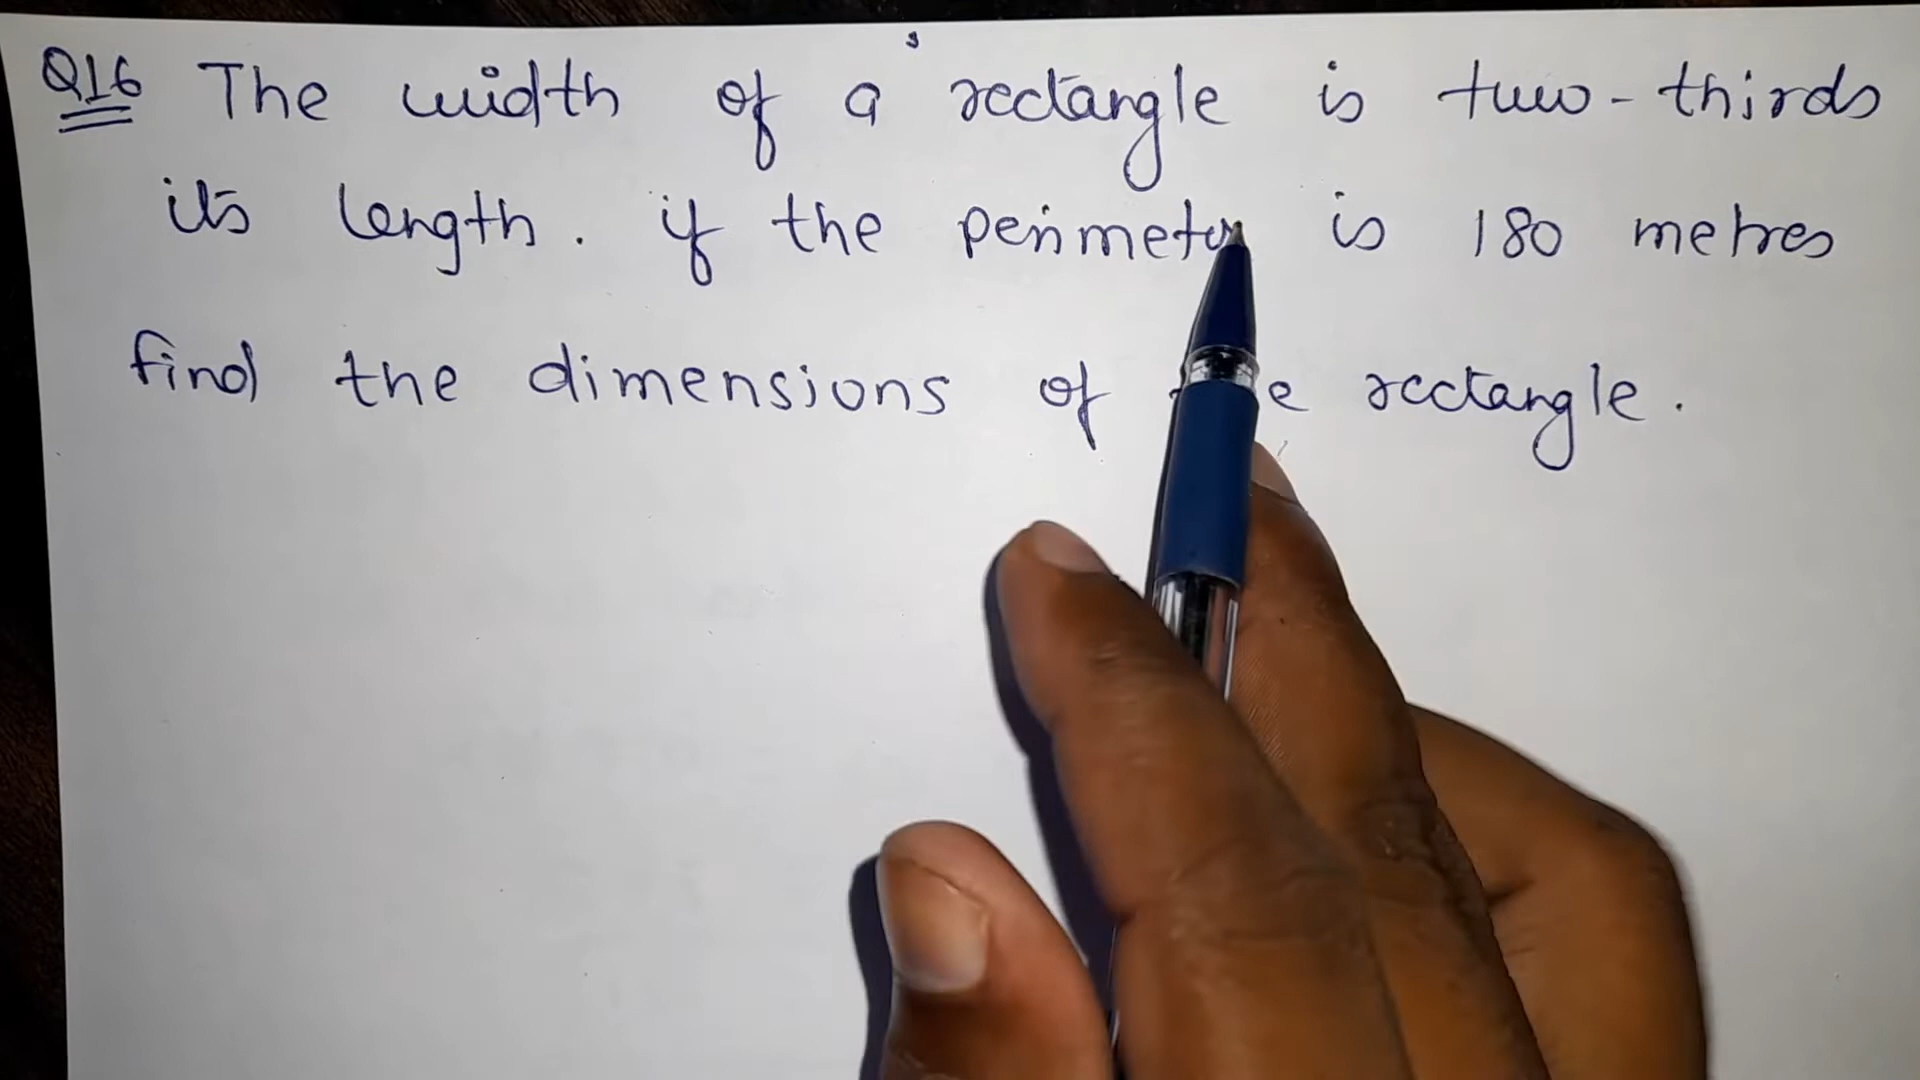 Q16 The width of a rectangle is two-thirds
its length. if the perimeter is 180 metres
find the dimensions of the rectangle.